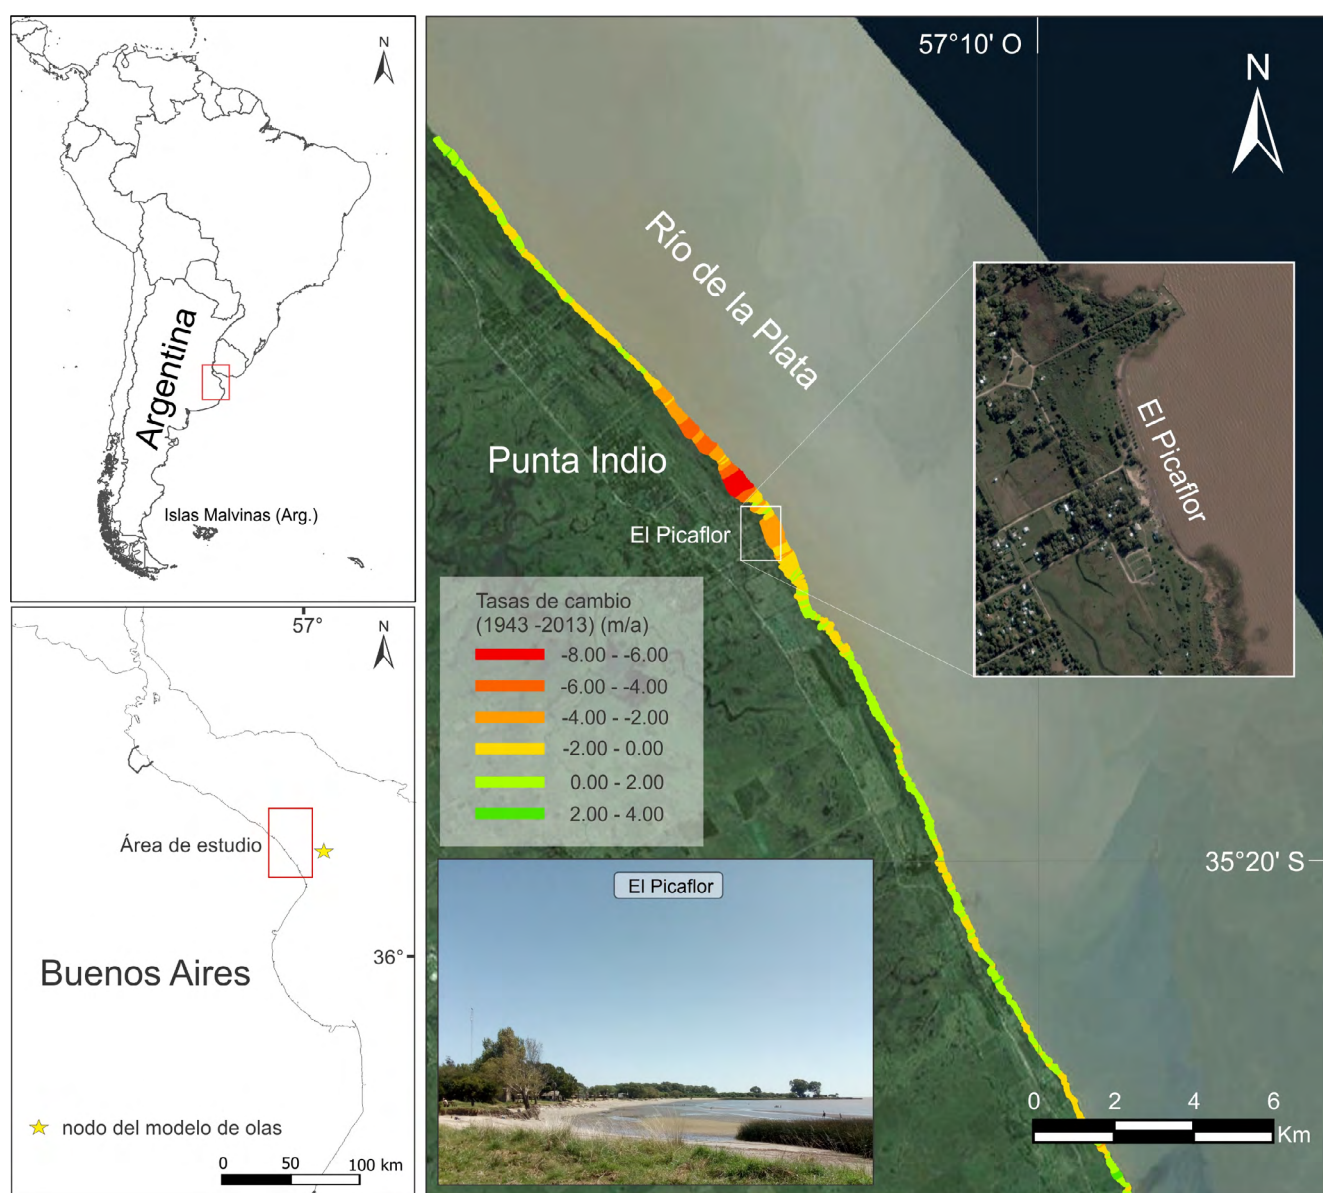 N
Argentina
Islas Malvinas (Arg.)
57°
N
Área de estudio
36°
Buenos Aires
nodo del modelo de olas
0 50 100 km
57°10' O
N
Río de la Plata
Punta Indio
El Picaflor
El Picaflor
Tasas de cambio
(1943 -2013) (m/a)
-8.00 - -6.00
-6.00 - -4.00
-4.00 - -2.00
-2.00 - 0.00
0.00 - 2.00
2.00 - 4.00
35°20' S
El Picaflor
0 2 4 6
Km